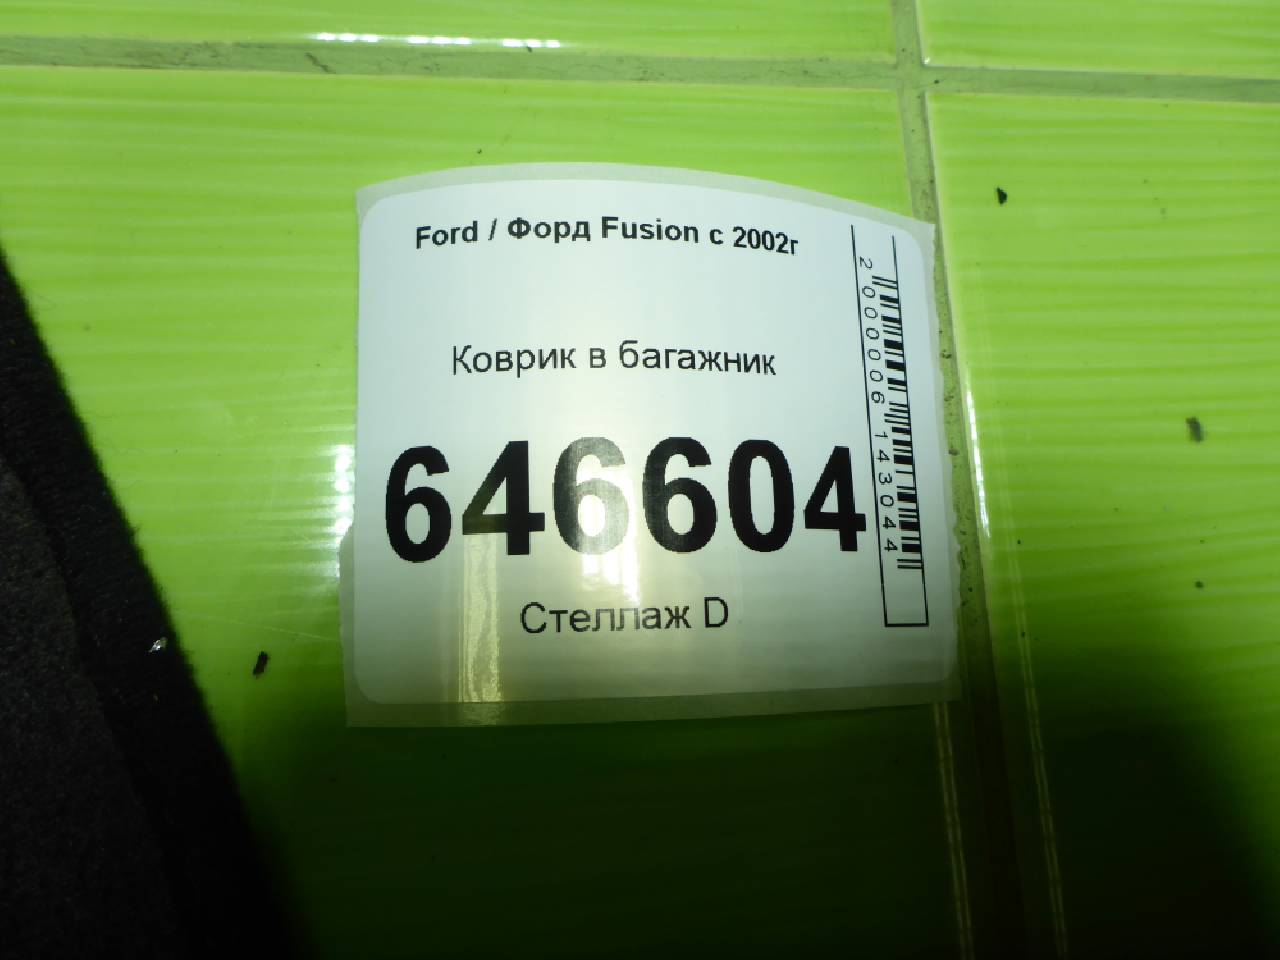 Ford / Форд Fusion с 2002г
Коврик в багажник
646604
Стеллаж D
2000006143044